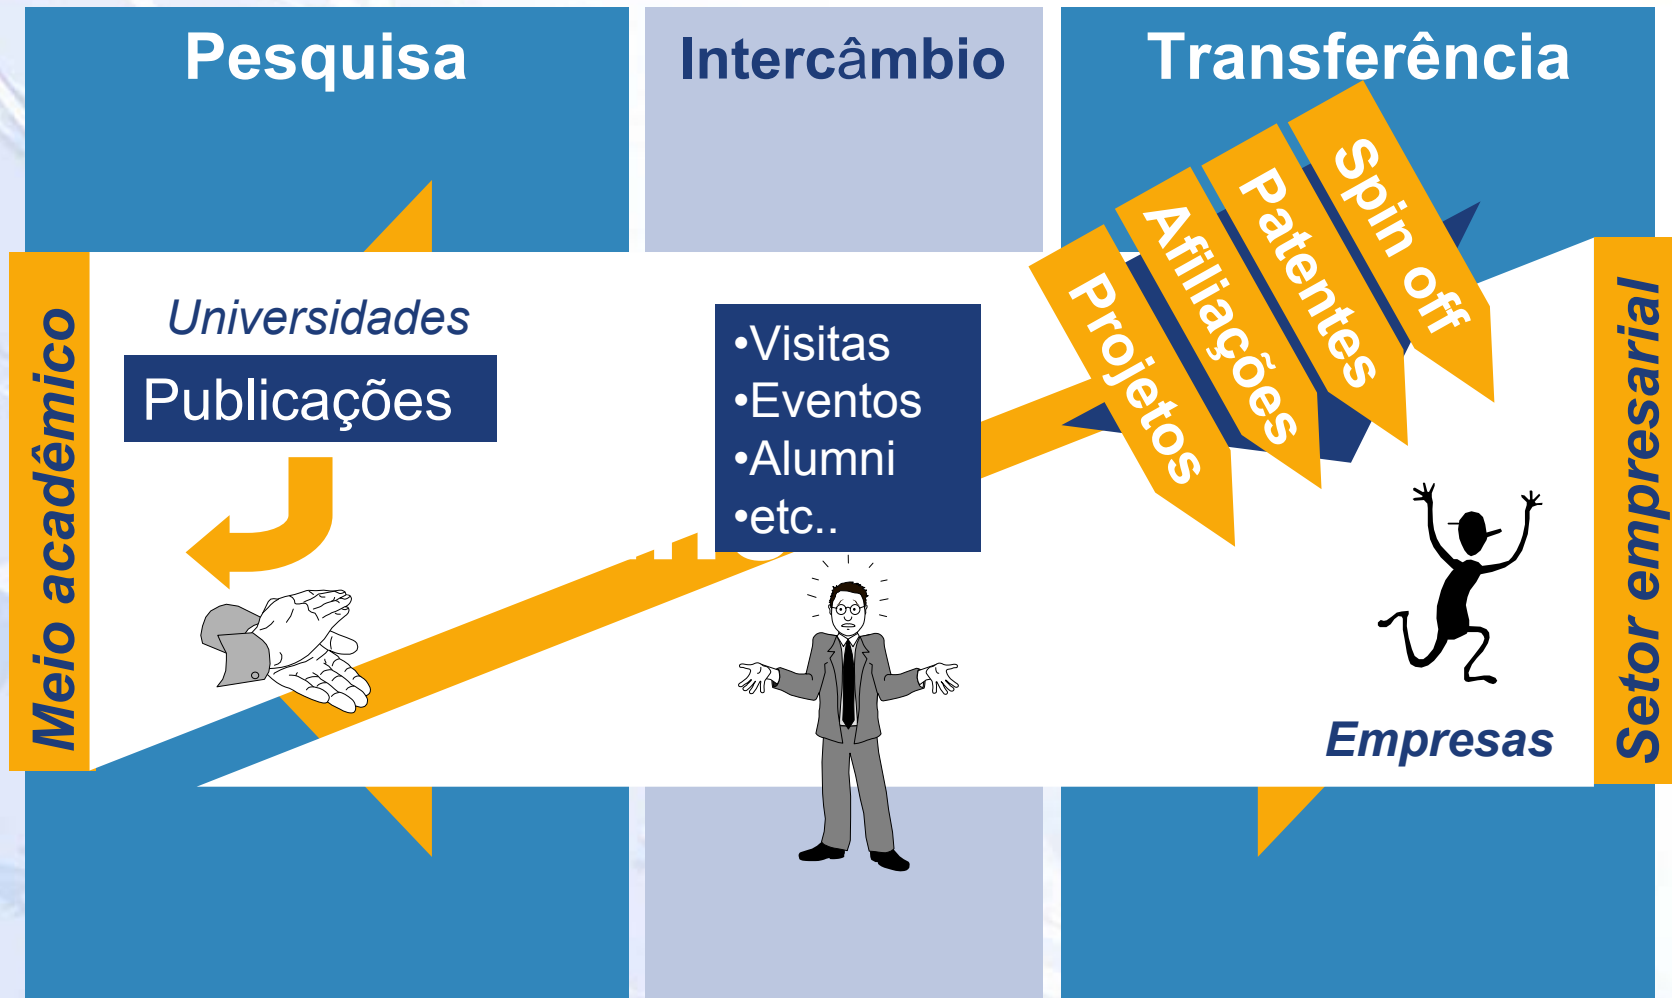 Pesquisa
Intercâmbio
Transferência
Meio acadêmico
Universidades
Publicações
•Visitas
•Eventos
•Alumni
•etc..
Projetos
Afiliações
Patentes
Spin off
Empresas
Setor empresarial